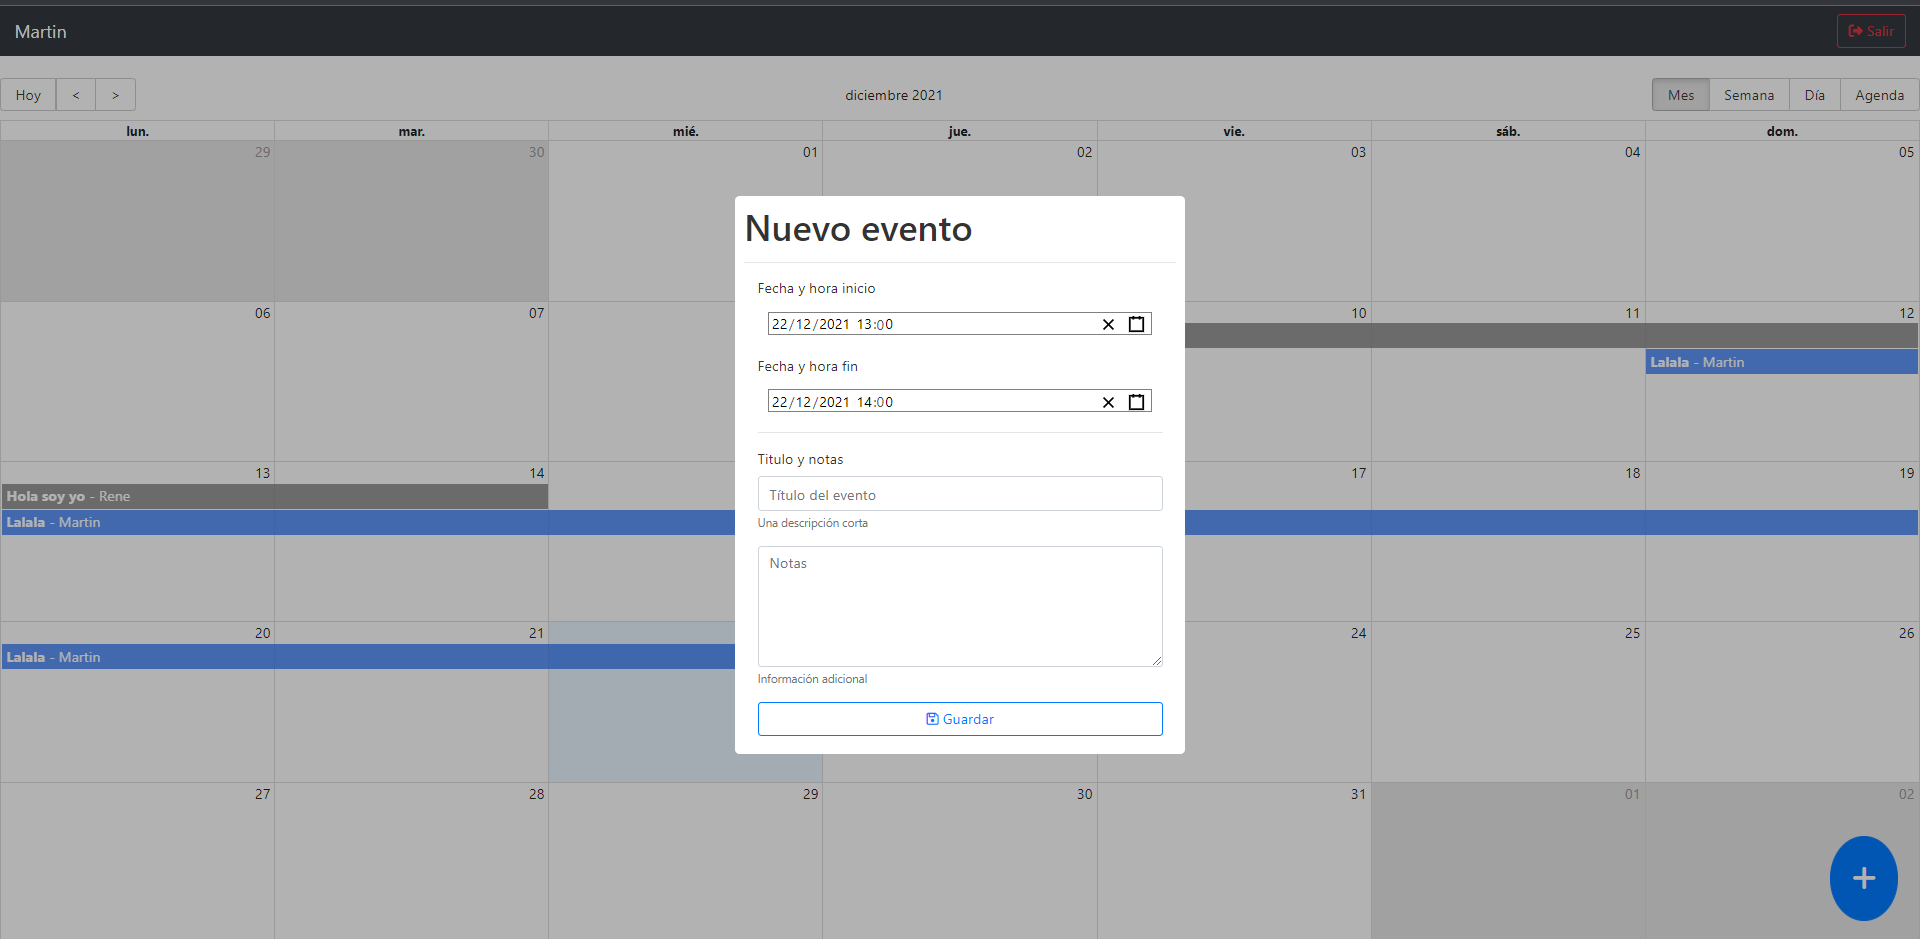 Martin
Salir
Hoy < >
diciembre 2021
Mes Semana Día Agenda
lun. mar. mié. jue. vie. sáb. dom.
29 30 01 02 03 04 05
06 07 10 11 12
Lalala - Martin
13 14 17 18 19
Hola soy yo - Rene
Lalala - Martin
20 21 24 25 26
Lalala - Martin
27 28 29 30 31 01 02
Nuevo evento
Fecha y hora inicio
22/12/2021 13:00
Fecha y hora fin
22/12/2021 14:00
Titulo y notas
Título del evento
Una descripción corta
Notas
Información adicional
Guardar